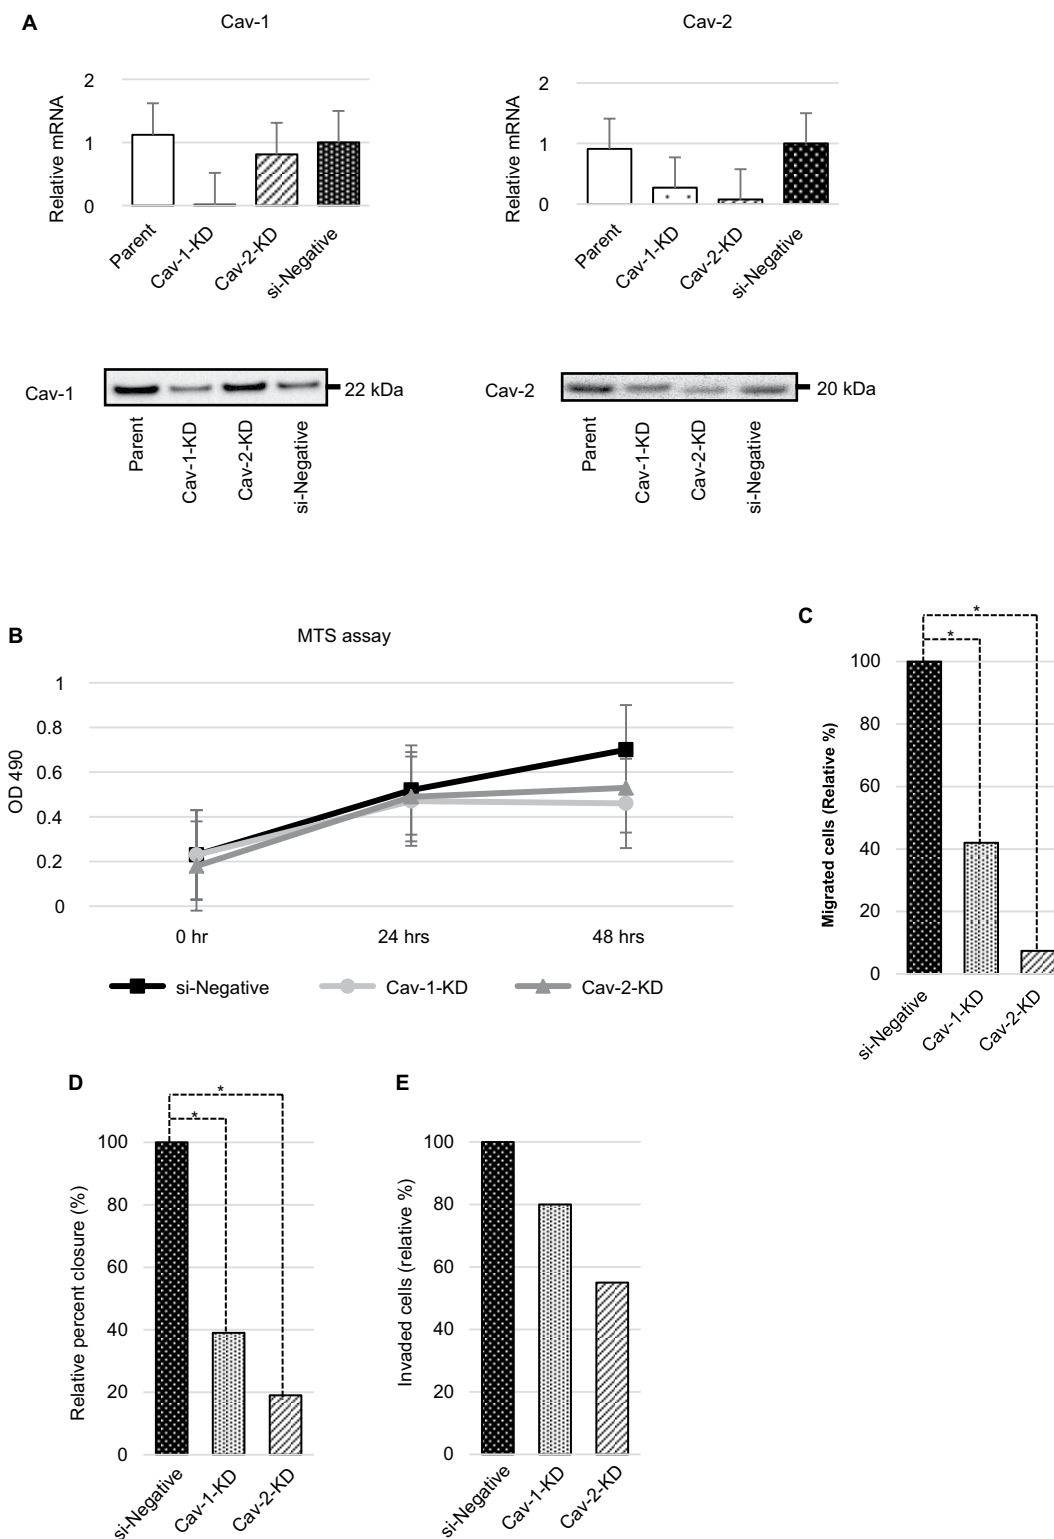 A
Cav-1
Cav-2
Relative mRNA
2
1
0
Parent
Cav-1-KD
Cav-2-KD
si-Negative
Relative mRNA
2
1
0
* *
Parent
Cav-1-KD
Cav-2-KD
si-Negative
Cav-1
22 kDa
Parent
Cav-1-KD
Cav-2-KD
si-Negative
Cav-2
20 kDa
Parent
Cav-1-KD
Cav-2-KD
si-Negative
B
MTS assay
OD 490
1
0.8
0.6
0.4
0.2
0
0 hr
24 hrs
48 hrs
si-Negative
Cav-1-KD
Cav-2-KD
C
*
*
Migrated cells (Relative %)
100
80
60
40
20
0
si-Negative
Cav-1-KD
Cav-2-KD
D
*
*
Relative percent closure (%)
100
80
60
40
20
0
si-Negative
Cav-1-KD
Cav-2-KD
E
Invaded cells (relative %)
100
80
60
40
20
0
si-Negative
Cav-1-KD
Cav-2-KD